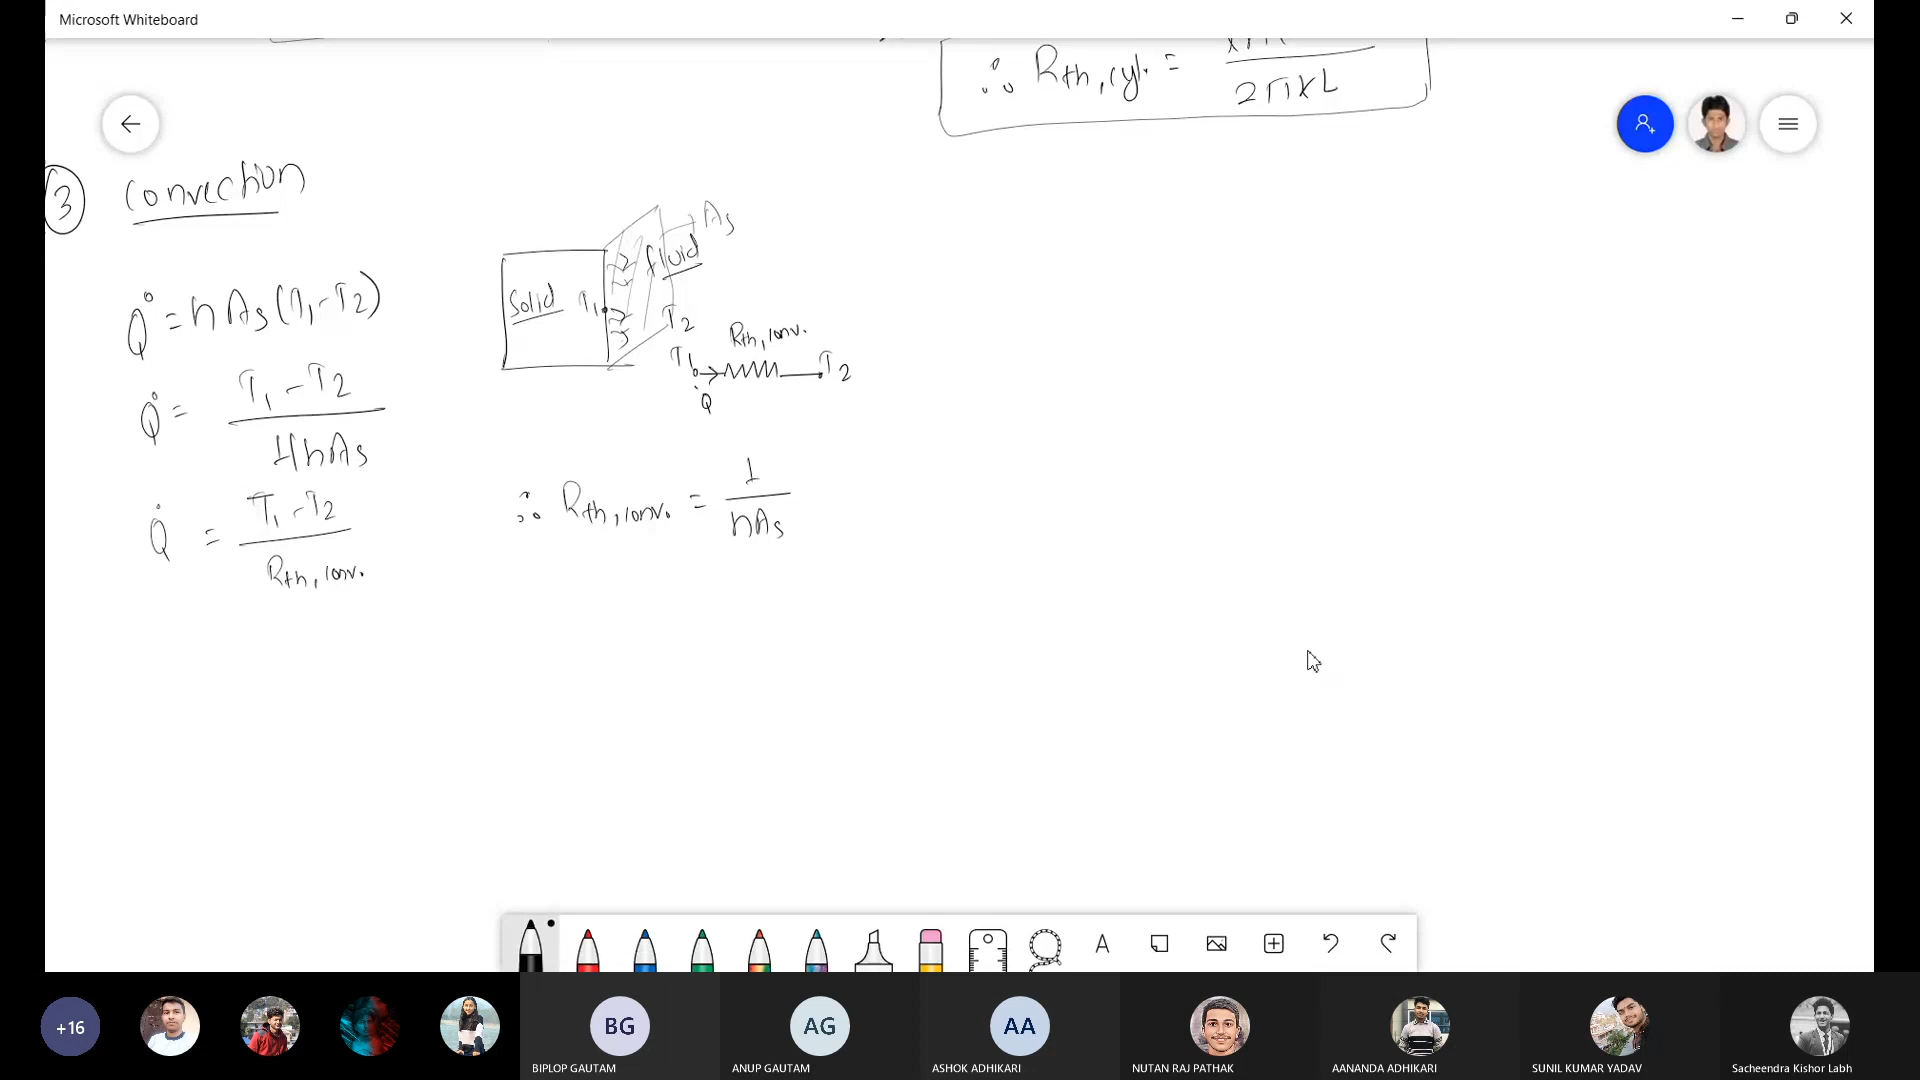 Microsoft Whiteboard
∴ Rth,cyl. =
2πKL
③ Convection
Q̇ = hAs(T1-T2)
Q̇ = T1-T2
1/hAs
Q̇ = T1-T2
Rth,conv.
As
fluid
Solid T1
T2
Rth,conv.
T1 T2
Q̇
∴ Rth,conv. = 1
hAs
A
+16
BG
AG
AA
BIPLOP GAUTAM
ANUP GAUTAM
ASHOK ADHIKARI
NUTAN RAJ PATHAK
AANANDA ADHIKARI
SUNIL KUMAR YADAV
Sacheendra Kishor Labh